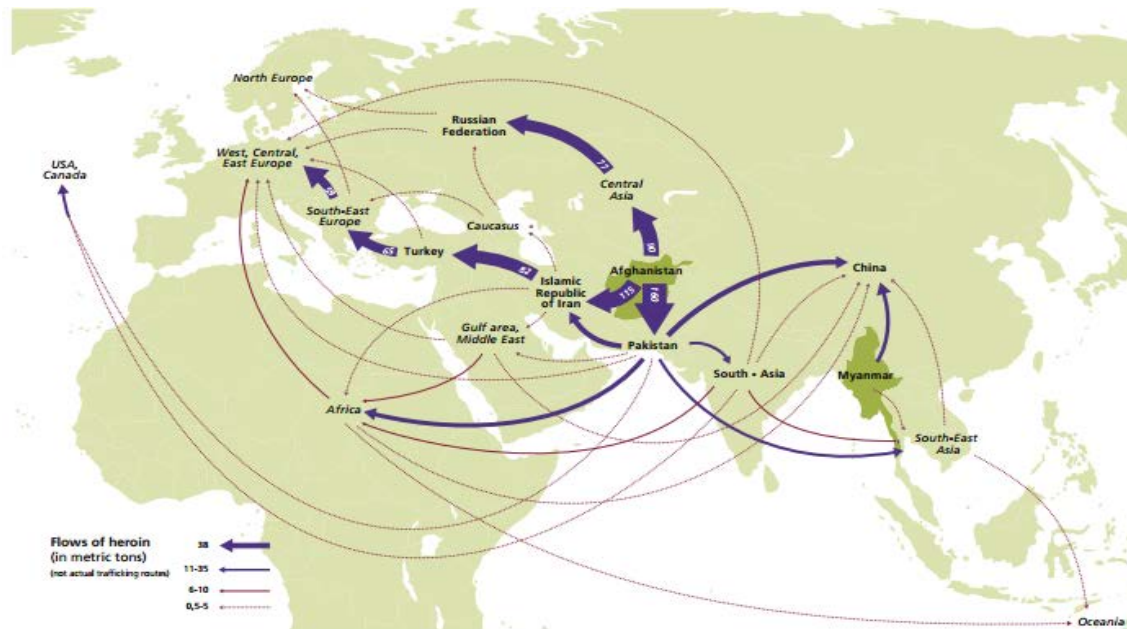 North Europe
Russian
Federation
USA,
Canada
West, Central,
East Europe
77
Central
Asia
South-East
Europe
Caucasus
65
Turkey
82
90
Afghanistan
China
115
160
Islamic
Republic
of Iran
Gulf area,
Middle East
Pakistan
South - Asia
Myanmar
Africa
South-East
Asia
Flows of heroin
(in metric tons)
(not actual trafficking routes)
38
11-35
6-10
0,5-5
Oceania